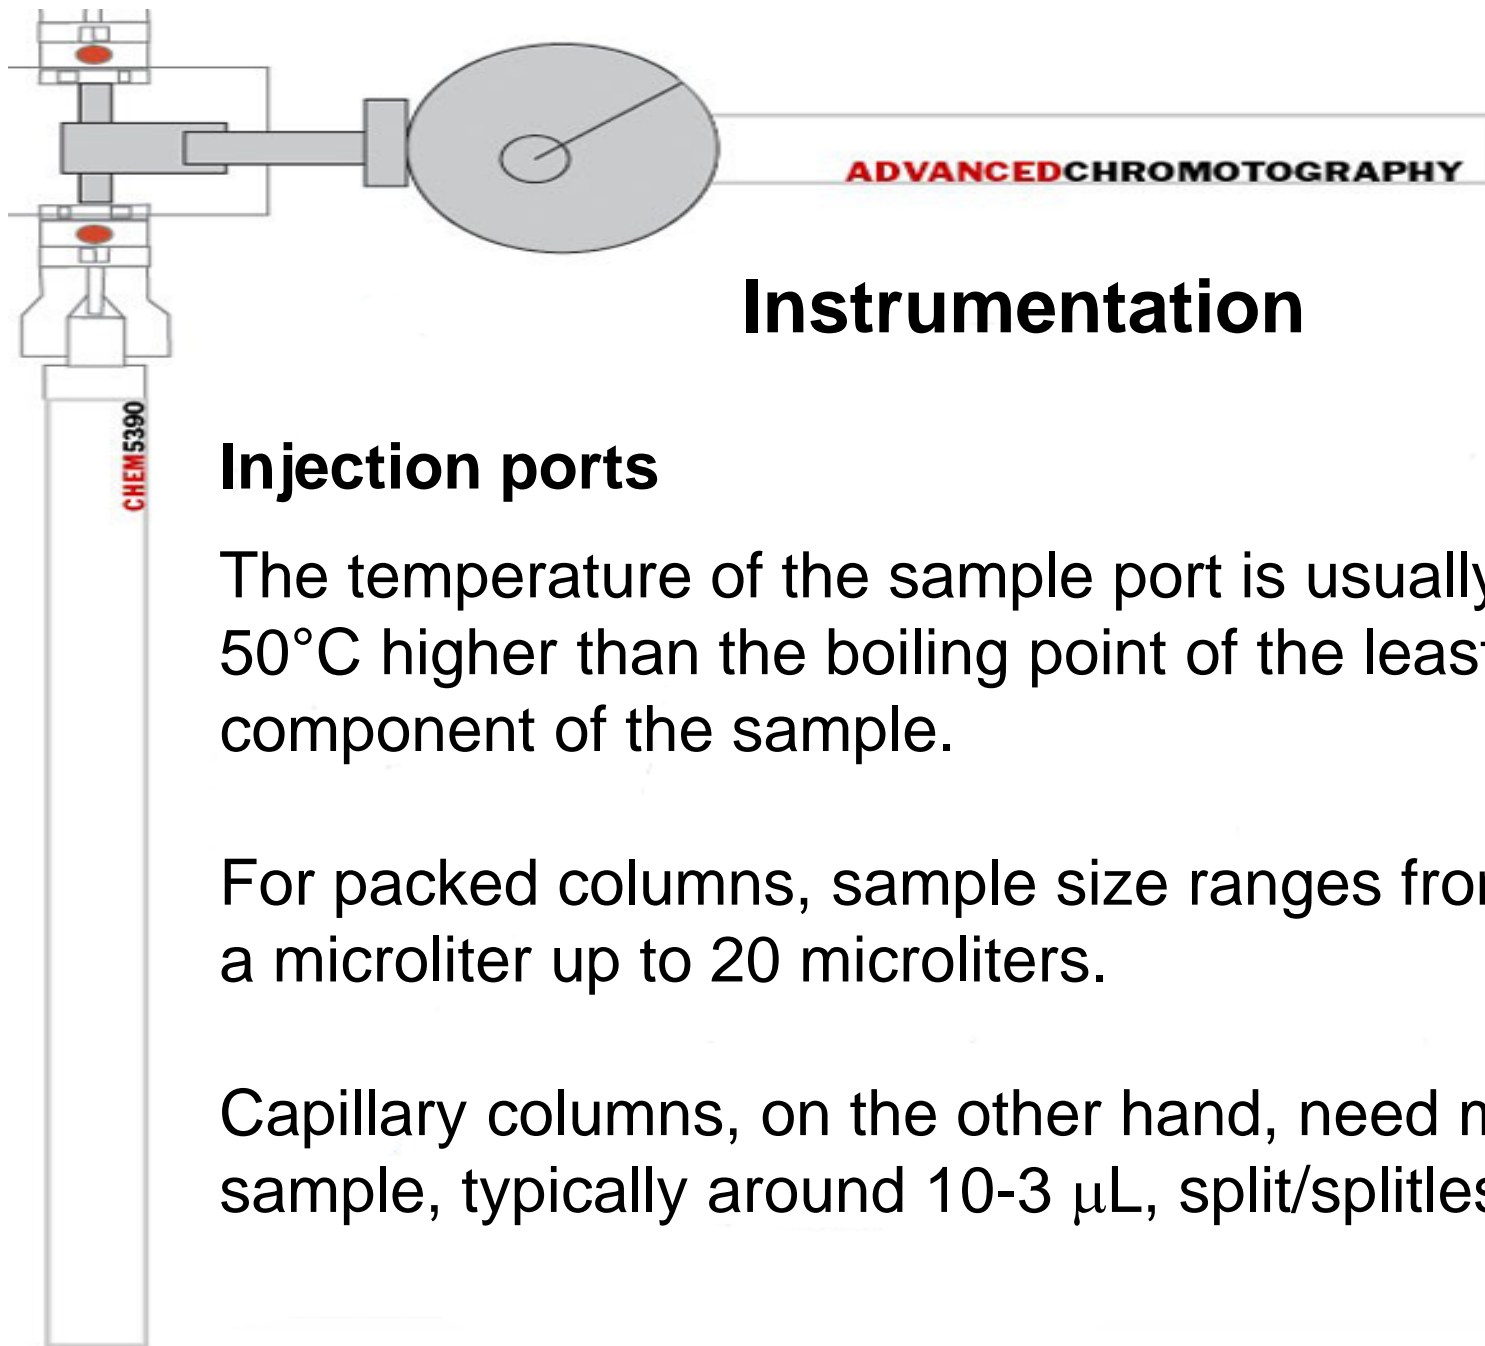 ADVANCEDCHROMOTOGRAPHY
Instrumentation
CHEM5390
Injection ports
The temperature of the sample port is usually
50°C higher than the boiling point of the least
component of the sample.
For packed columns, sample size ranges from
a microliter up to 20 microliters.
Capillary columns, on the other hand, need
sample, typically around 10-3 μL, split/splitless